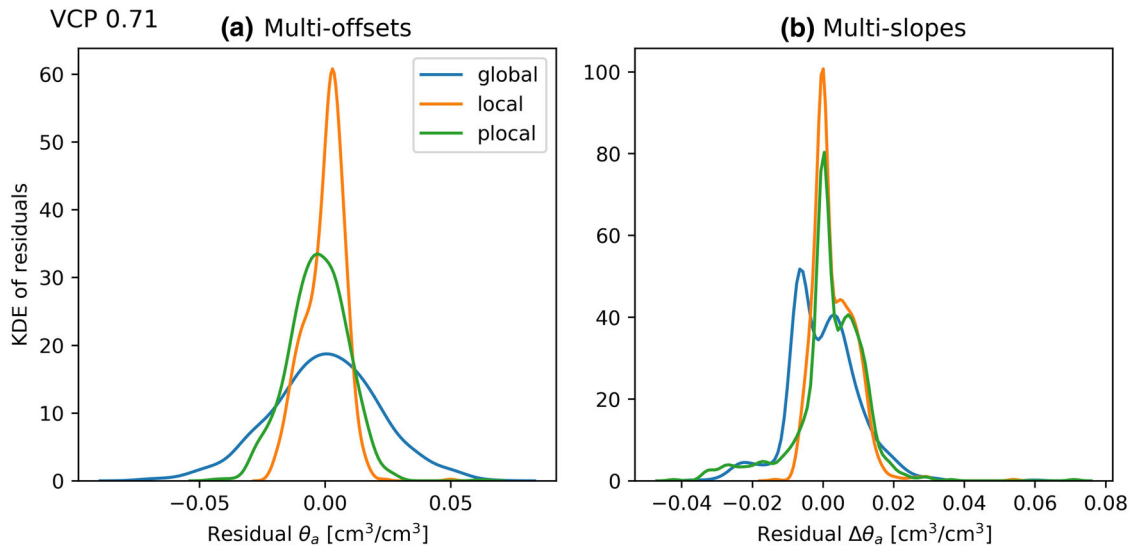 VCP 0.71
(a) Multi-offsets
(b) Multi-slopes
global
local
plocal
KDE of residuals
60
50
40
30
20
10
0
−0.05 0.00 0.05
Residual θa [cm³/cm³]
100
80
60
40
20
0
−0.04 −0.02 0.00 0.02 0.04 0.06 0.08
Residual Δθa [cm³/cm³]